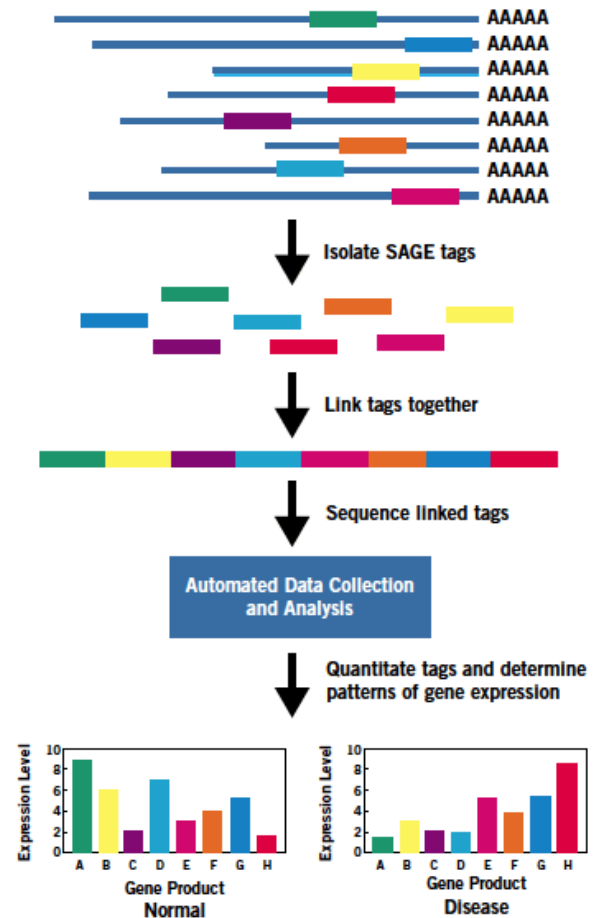 AAAAA
AAAAA
AAAAA
AAAAA
AAAAA
AAAAA
AAAAA
AAAAA
Isolate SAGE tags
Link tags together
Sequence linked tags
Automated Data Collection
and Analysis
Quantitate tags and determine
patterns of gene expression
Expression Level
10
8
6
4
2
0
A B C D E F G H
Gene Product
Normal
Expression Level
10
8
6
4
2
0
A B C D E F G H
Gene Product
Disease